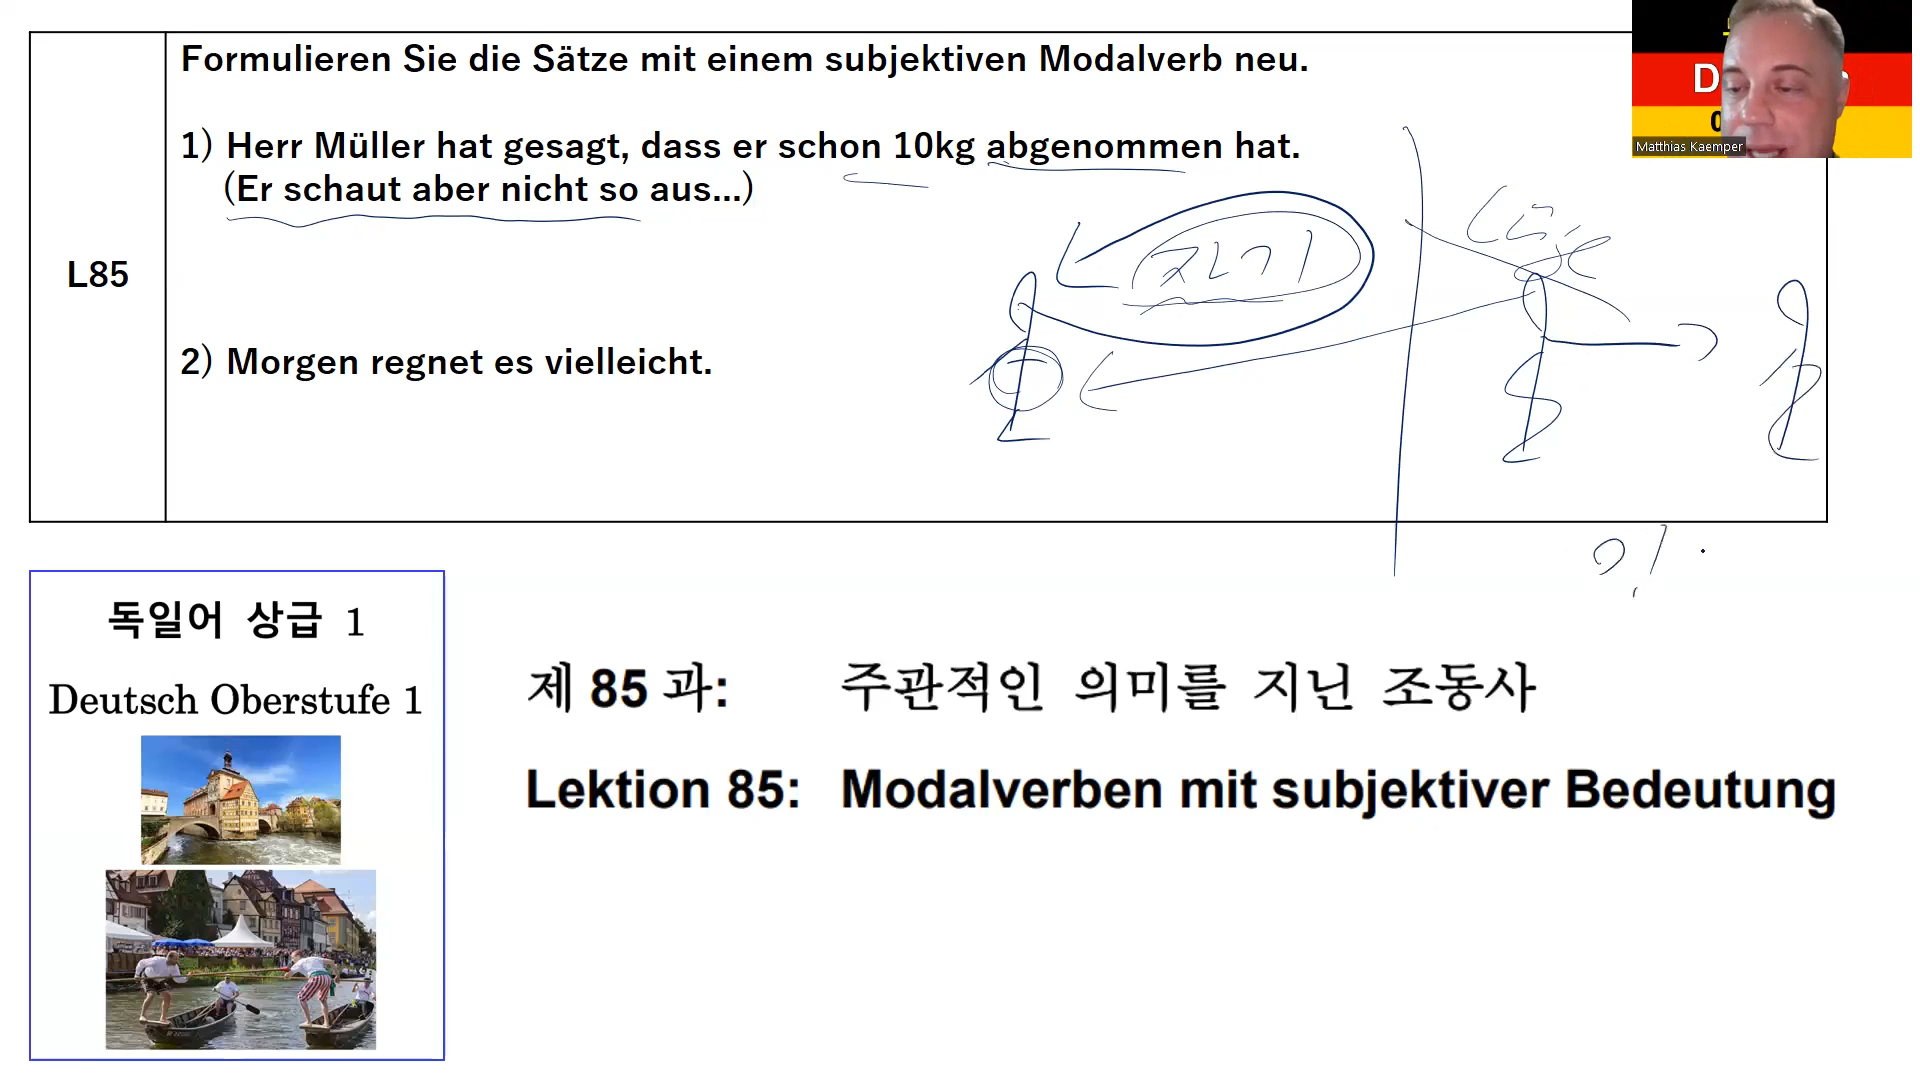 Formulieren Sie die Sätze mit einem subjektiven Modalverb neu.
1) Herr Müller hat gesagt, dass er schon 10kg abgenommen hat.
(Er schaut aber nicht so aus...)
L85
2) Morgen regnet es vielleicht.
Matthias Kaemper
자기
Lüge
독일어 상급 1
Deutsch Oberstufe 1
제 85 과: 주관적인 의미를 지닌 조동사
Lektion 85: Modalverben mit subjektiver Bedeutung